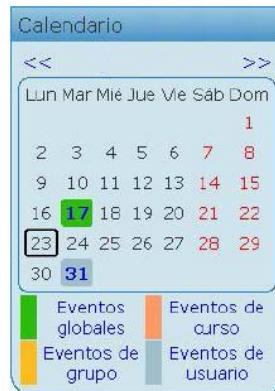 Calendario
<< >>
Lun Mar Mié Jue Vie Sáb Dom
1
2 3 4 5 6 7 8
9 10 11 12 13 14 15
16 17 18 19 20 21 22
23 24 25 26 27 28 29
30 31
Eventos globales
Eventos de curso
Eventos de grupo
Eventos de usuario